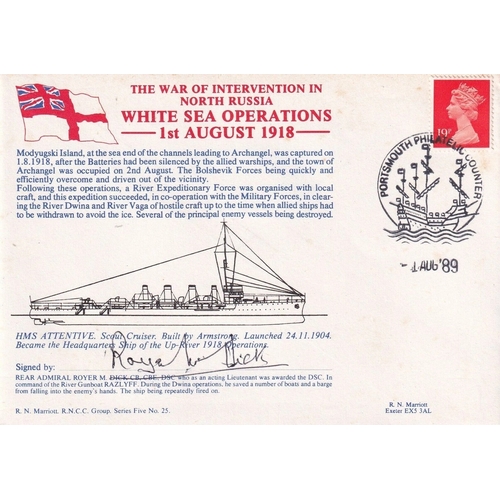 THE WAR OF INTERVENTION IN
NORTH RUSSIA
WHITE SEA OPERATIONS
- 1st AUGUST 1918 -
Modyugski Island, at the sea end of the channels leading to Archangel, was captured on
1.8.1918, after the Batteries had been silenced by the allied warships, and the town of
Archangel was occupied on 2nd August. The Bolshevik Forces being quickly and
efficiently overcome and driven out of the vicinity.
Following these operations, a River Expeditionary Force was organised with local
craft, and this expedition succeeded, in co-operation with the Military Forces, in clear-
ing the River Dwina and River Vaga of hostile craft up to the time when allied ships had
to be withdrawn to avoid the ice. Several of the principal enemy vessels being destroyed.
19P
PORTSMOUTH PHILATELIC COUNTER
- 1 AUG '89
HMS ATTENTIVE. Scout Cruiser. Built by Armstrong. Launched 24.11.1904.
Became the Headquarters Ship of the Up-River 1918 Operations.
Royer Dick
Signed by:
REAR ADMIRAL ROYER M. DICK CB, CBE, DSC who as an acting Lieutenant was awarded the DSC. In
command of the River Gunboat RAZLYFF. During the Dwina operations, he saved a number of boats and a barge
from falling into the enemy's hands. The ship being repeatedly fired on.
R. N. Marriott. R.N.C.C. Group. Series Five No. 25.
R. N. Marriott
Exeter EX5 3AL